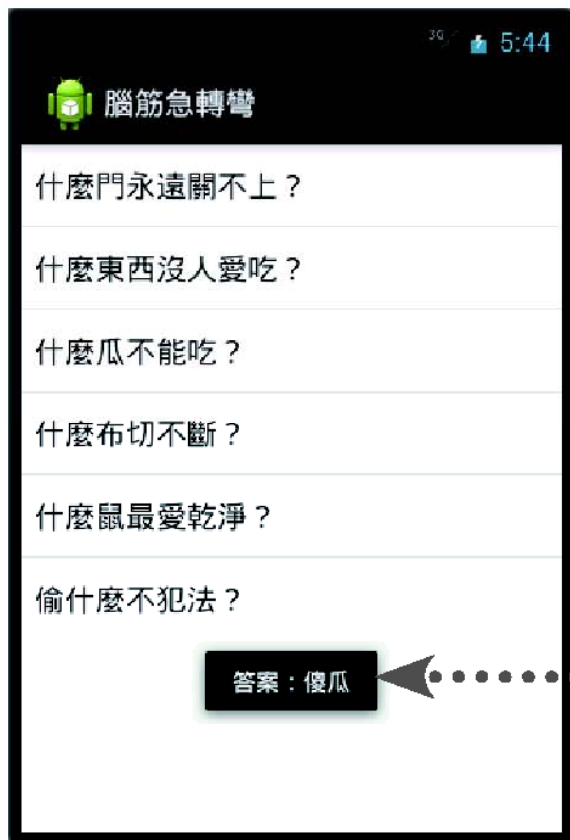 3G 5:44
腦筋急轉彎
什麼門永遠關不上？
什麼東西沒人愛吃？
什麼瓜不能吃？
什麼布切不斷？
什麼鼠最愛乾淨？
偷什麼不犯法？
答案：傻瓜